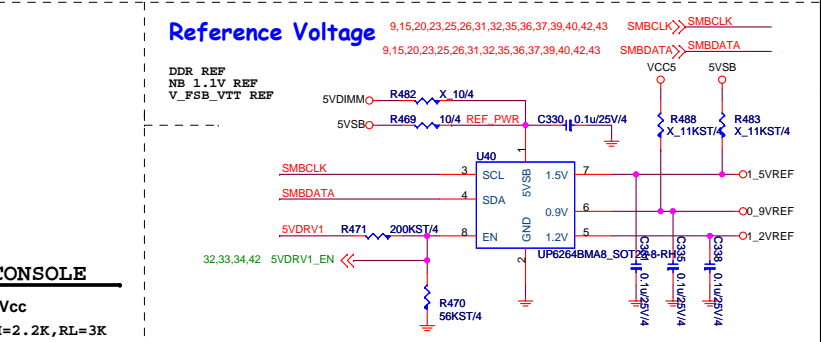 Reference Voltage
9,15,20,23,25,26,31,32,35,36,37,39,40,42,43 SMBCLK SMBCLK
9,15,20,23,25,26,31,32,35,36,37,39,40,42,43 SMBDATA SMBDATA
DDR REF
NB 1.1V REF
V_FSB_VTT REF
VCC5 5VSB
5VDIMM R482 X_10/4
5VSB R469 10/4 REF_PWR C330 0.1u/25V/4
R488 X_11KST/4
R483 X_11KST/4
U40
1 5VSB
SMBCLK 3 SCL 1.5V 7 1_5VREF
SMBDATA 4 SDA 0.9V 6 0_9VREF
5VDRV1 R471 200KST/4 8 EN GND 1.2V 5 1_2VREF
UP6264BMA8_SOT23-8-RH
2
32,33,34,42 5VDRV1_EN
R470
56KST/4
0.1u/25V/4
C335 0.1u/25V/4
C338 0.1u/25V/4
CONSOLE
Vcc
=2.2K,RL=3K